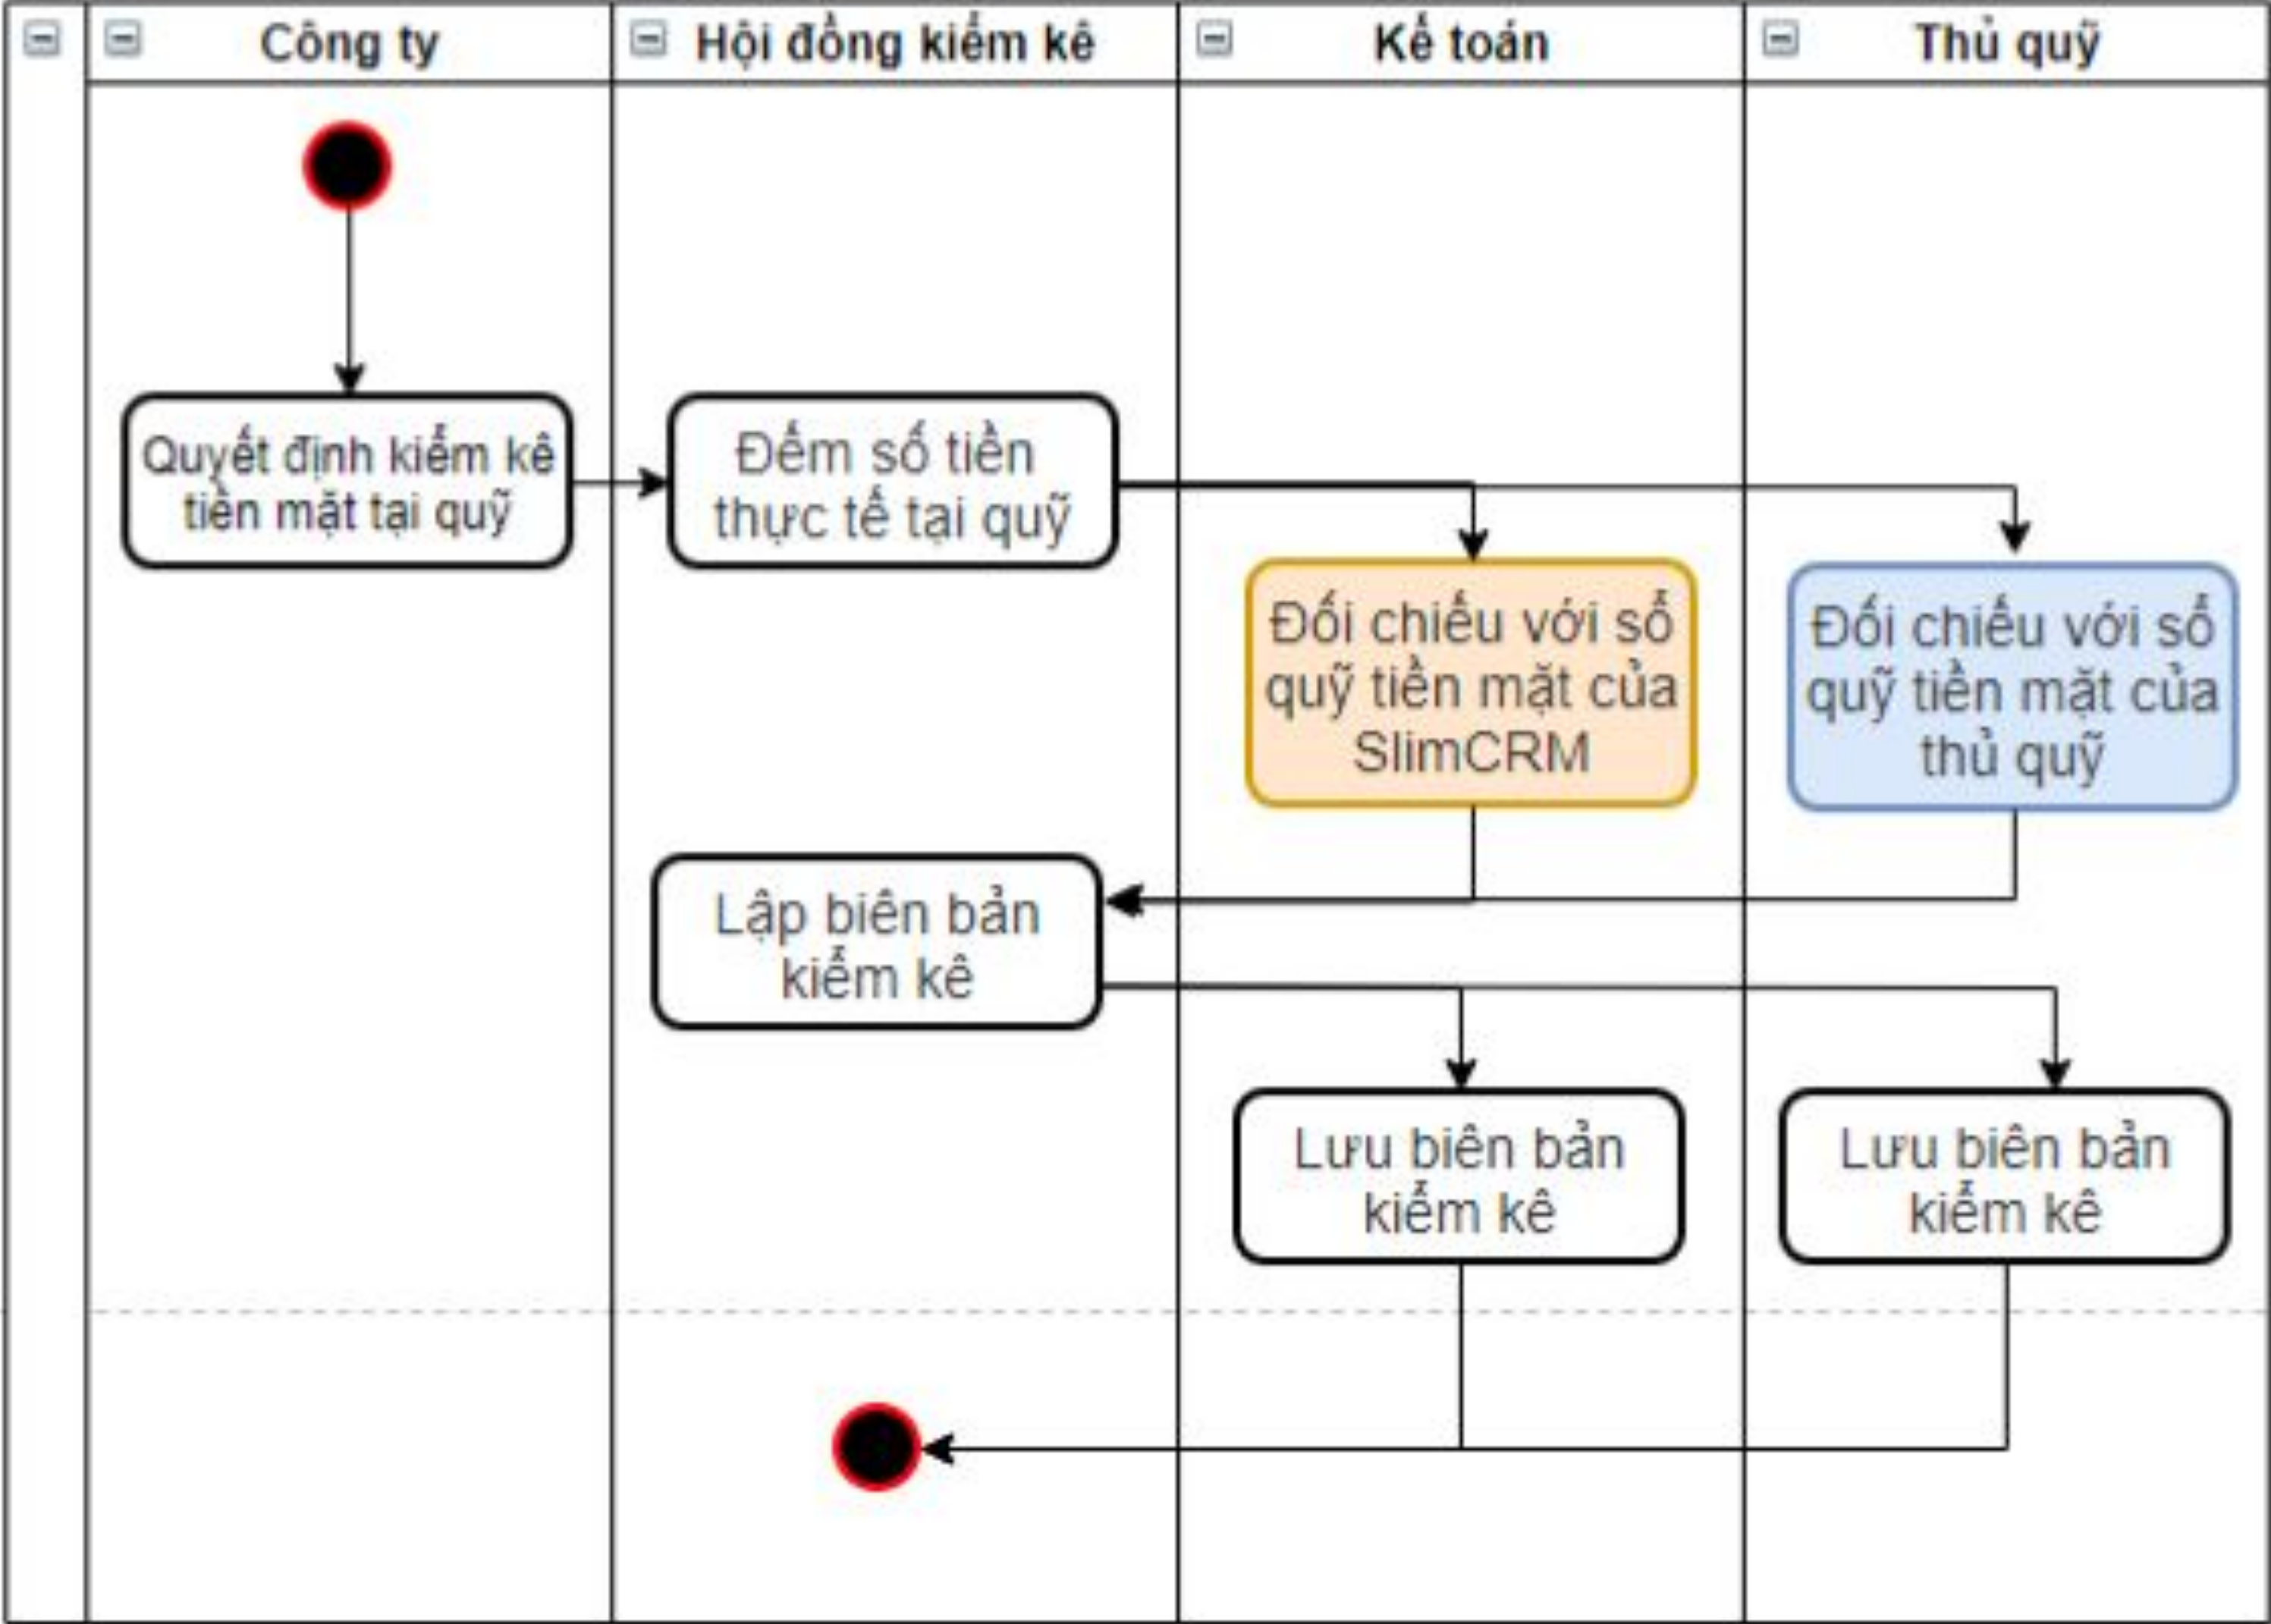 Công ty
Hội đồng kiểm kê
Kế toán
Thủ quỹ
Quyết định kiểm kê
tiền mặt tại quỹ
Đếm số tiền
thực tế tại quỹ
Đối chiếu với sổ
quỹ tiền mặt của
SlimCRM
Đối chiếu với sổ
quỹ tiền mặt của
thủ quỹ
Lập biên bản
kiểm kê
Lưu biên bản
kiểm kê
Lưu biên bản
kiểm kê